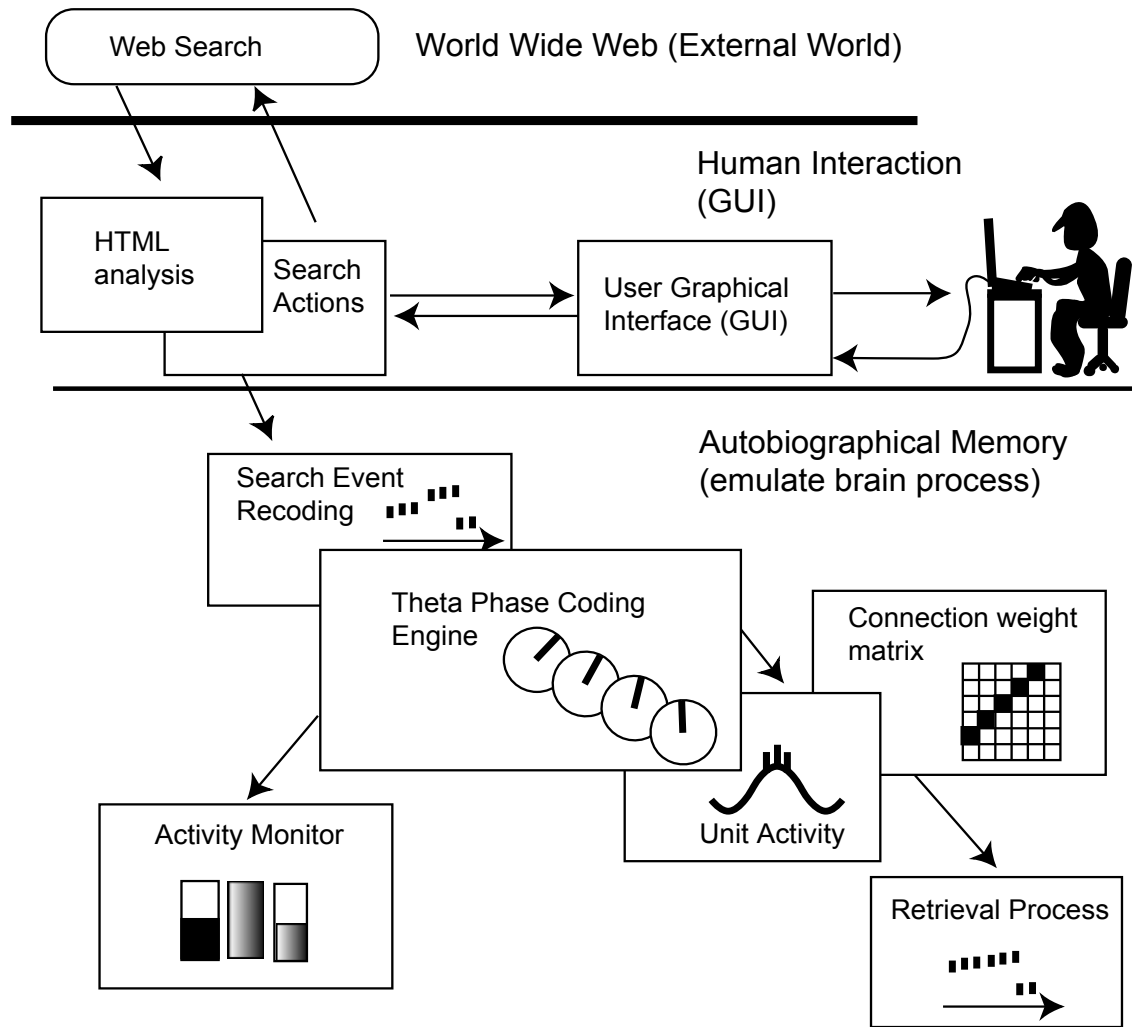 Web Search
World Wide Web (External World)
Human Interaction
(GUI)
HTML
analysis
Search
Actions
User Graphical
Interface (GUI)
Autobiographical Memory
(emulate brain process)
Search Event
Recoding
Theta Phase Coding
Engine
Connection weight
matrix
Unit Activity
Activity Monitor
Retrieval Process